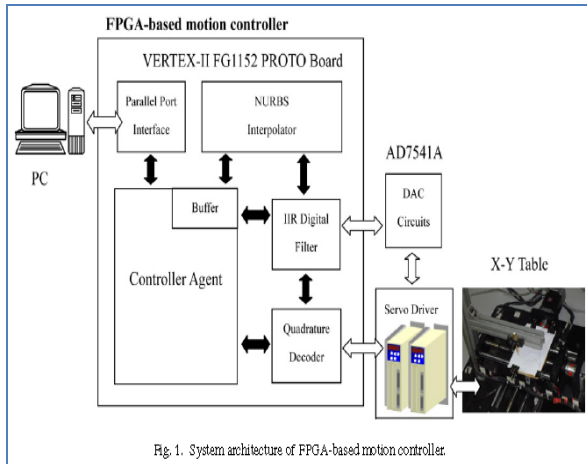 FPGA-based motion controller
VERTEX-II FG1152 PROTO Board
Parallel Port
Interface
NURBS
Interpolator
PC
AD7541A
Buffer
IIR Digital
Filter
DAC
Circuits
Controller Agent
X-Y Table
Quadrature
Decoder
Servo Driver
Fig. 1. System architecture of FPGA-based motion controller.